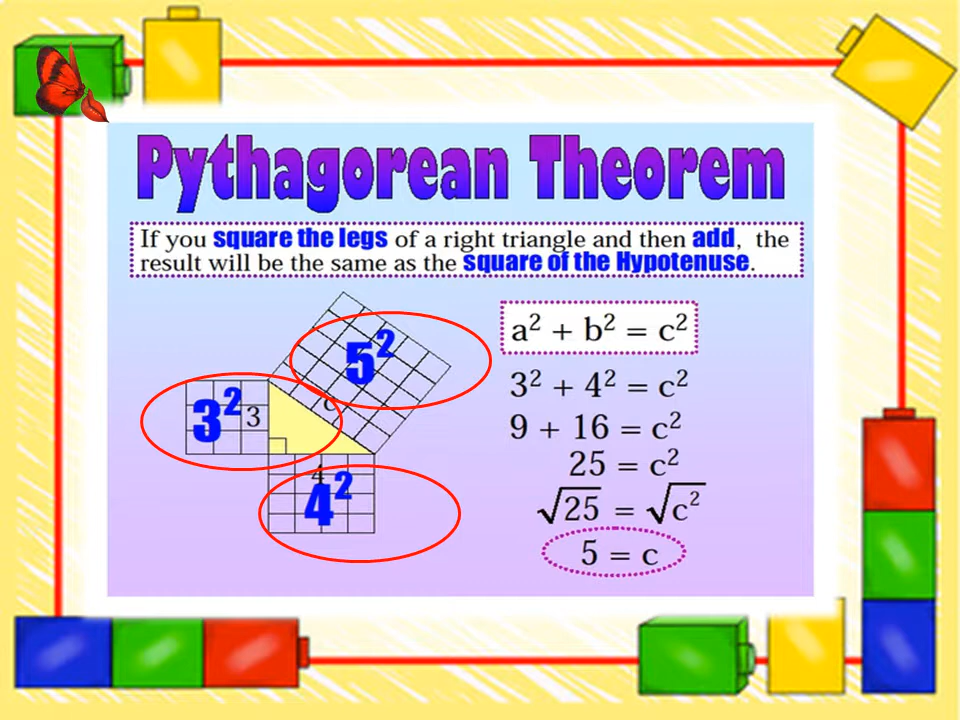 Pythagorean Theorem
If you square the legs of a right triangle and then add, the
result will be the same as the square of the Hypotenuse.
5²
c
3²
3
4
4²
a² + b² = c²
3² + 4² = c²
9 + 16 = c²
25 = c²
√25 = √c²
5 = c